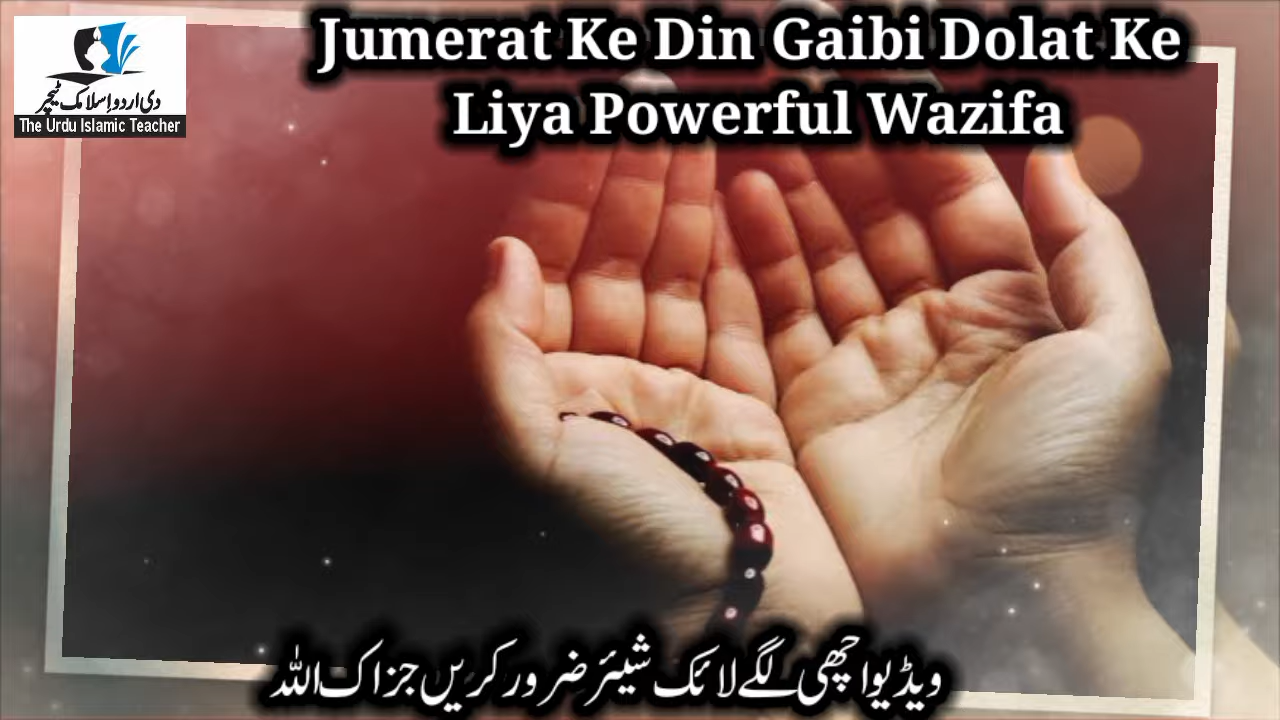 Jumerat Ke Din Gaibi Dolat Ke
Liya Powerful Wazifa
دی اردو اسلامک ٹیچر
The Urdu Islamic Teacher
ویڈیو اچھی لگے لائک شیئر ضرور کریں جزاک اللہ